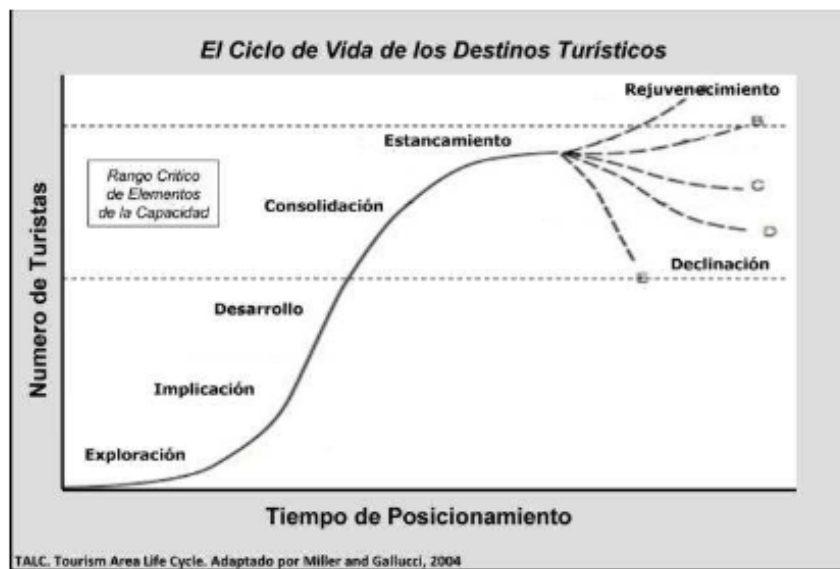 El Ciclo de Vida de los Destinos Turísticos
Rejuvenecimiento
B
Estancamiento
Rango Critico
de Elementos
de la Capacidad
C
Consolidación
D
Declinación
E
Desarrollo
Implicación
Exploración
Numero de Turistas
Tiempo de Posicionamiento
TALC. Tourism Area Life Cycle. Adaptado por Miller and Gallucci, 2004